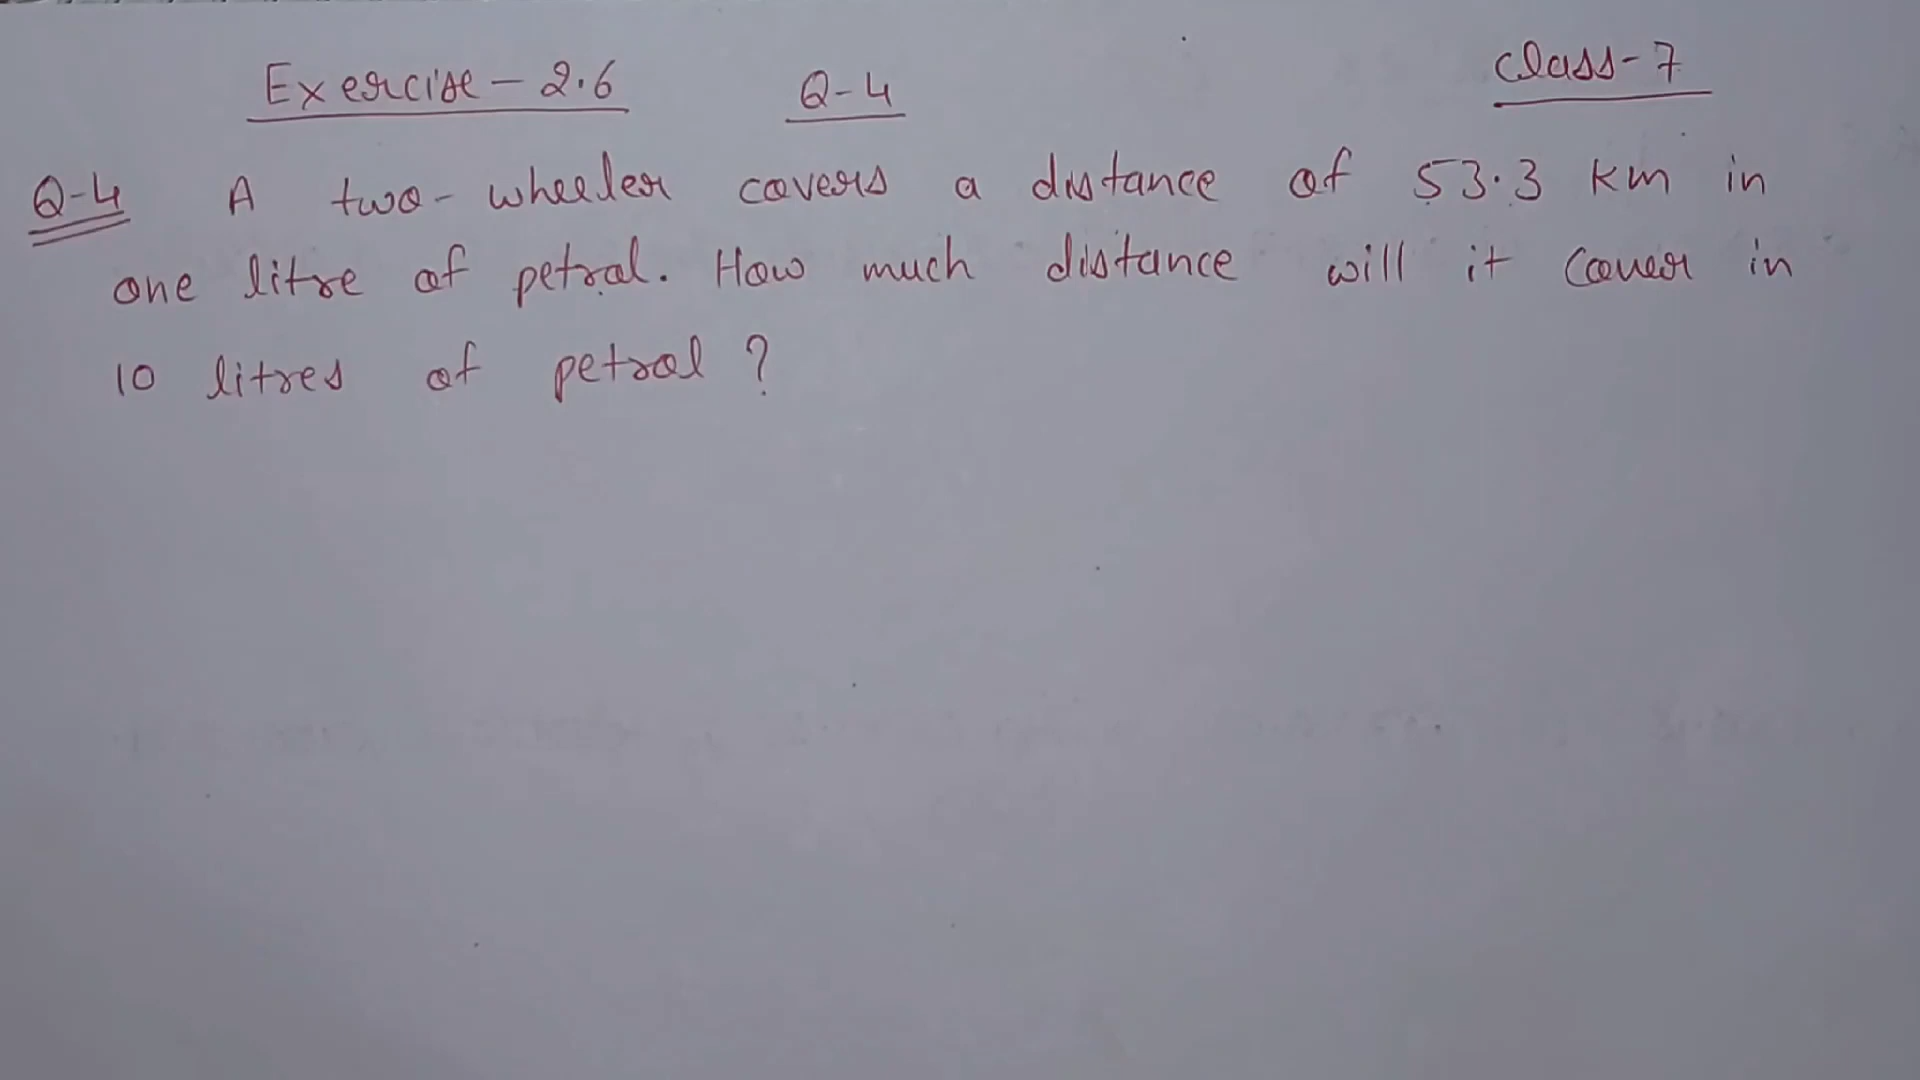 Exercise - 2.6 Q-4 Class-7
Q-4 A two-wheeler covers a distance of 53.3 km in
one litre of petrol. How much distance will it cover in
10 litres of petrol ?